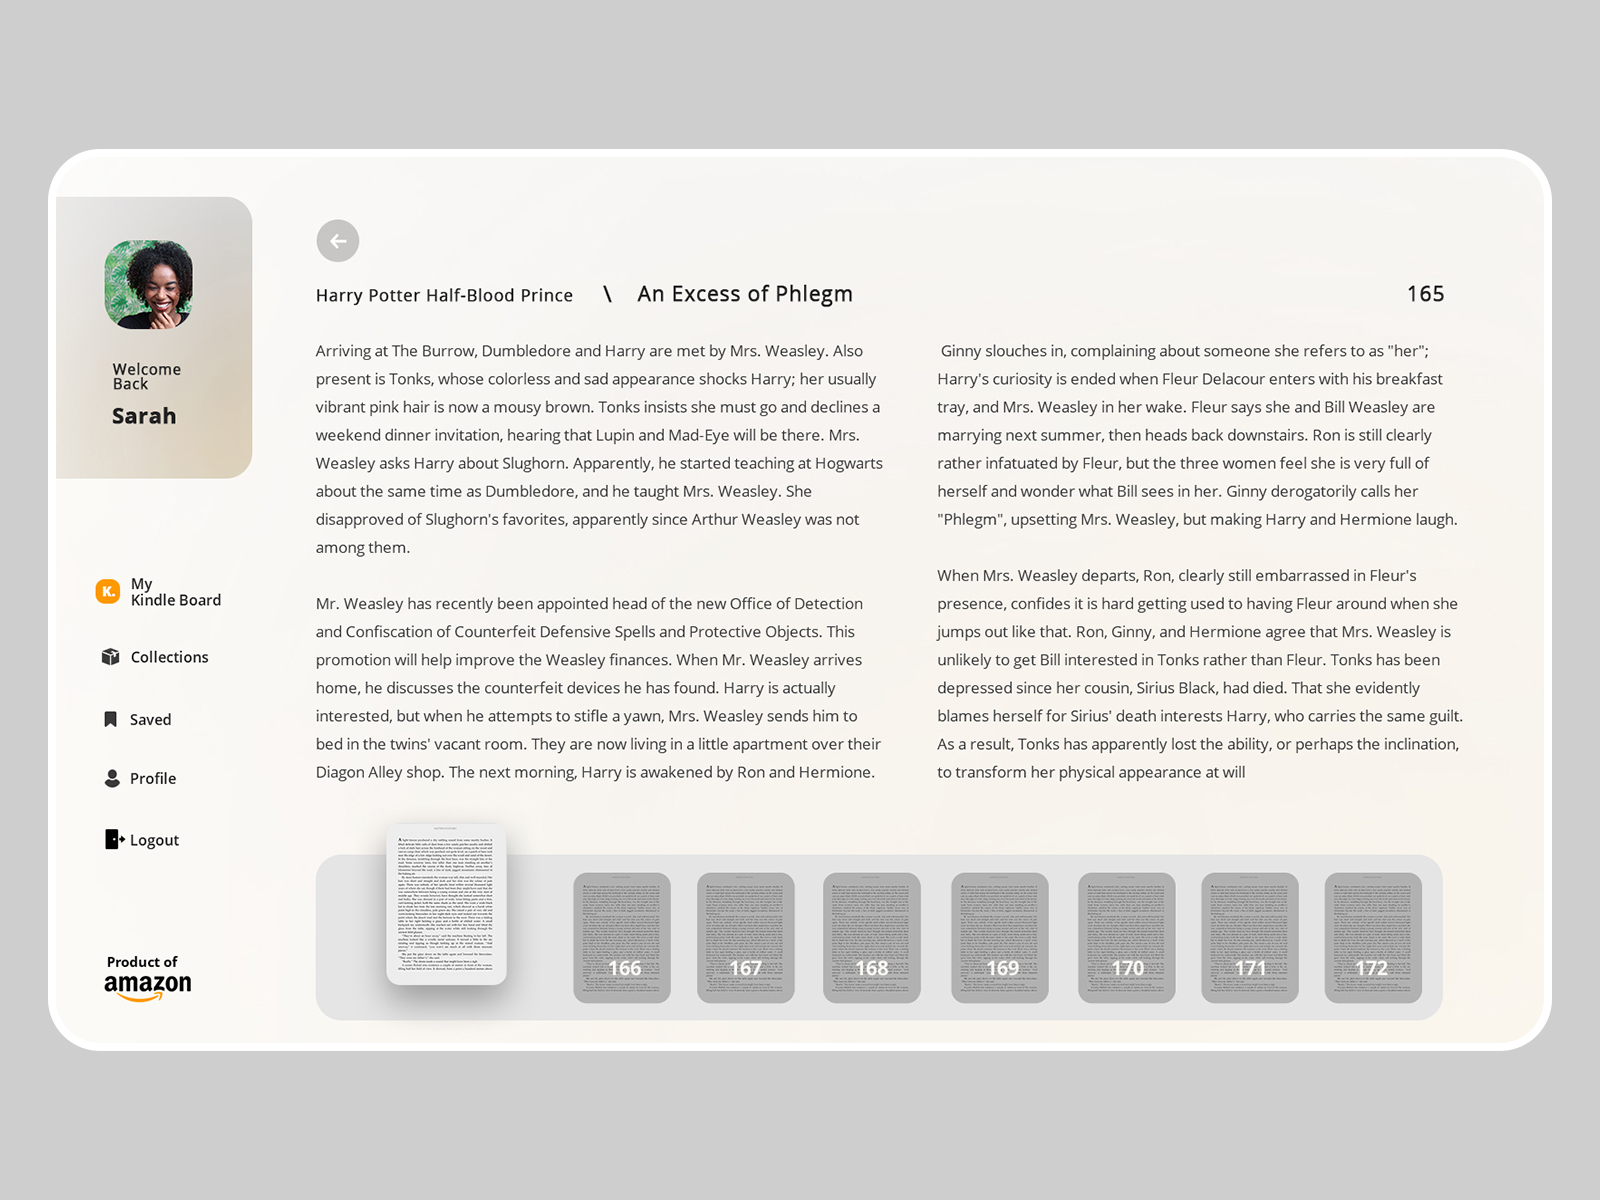 Welcome
Back
Sarah
My
Kindle Board
Collections
Saved
Profile
Logout
Product of
amazon
K.
Harry Potter Half-Blood Prince \ An Excess of Phlegm 165
Arriving at The Burrow, Dumbledore and Harry are met by Mrs. Weasley. Also
present is Tonks, whose colorless and sad appearance shocks Harry; her usually
vibrant pink hair is now a mousy brown. Tonks insists she must go and declines a
weekend dinner invitation, hearing that Lupin and Mad-Eye will be there. Mrs.
Weasley asks Harry about Slughorn. Apparently, he started teaching at Hogwarts
about the same time as Dumbledore, and he taught Mrs. Weasley. She
disapproved of Slughorn's favorites, apparently since Arthur Weasley was not
among them.
Mr. Weasley has recently been appointed head of the new Office of Detection
and Confiscation of Counterfeit Defensive Spells and Protective Objects. This
promotion will help improve the Weasley finances. When Mr. Weasley arrives
home, he discusses the counterfeit devices he has found. Harry is actually
interested, but when he attempts to stifle a yawn, Mrs. Weasley sends him to
bed in the twins' vacant room. They are now living in a little apartment over their
Diagon Alley shop. The next morning, Harry is awakened by Ron and Hermione.
Ginny slouches in, complaining about someone she refers to as "her";
Harry's curiosity is ended when Fleur Delacour enters with his breakfast
tray, and Mrs. Weasley in her wake. Fleur says she and Bill Weasley are
marrying next summer, then heads back downstairs. Ron is still clearly
rather infatuated by Fleur, but the three women feel she is very full of
herself and wonder what Bill sees in her. Ginny derogatorily calls her
"Phlegm", upsetting Mrs. Weasley, but making Harry and Hermione laugh.
When Mrs. Weasley departs, Ron, clearly still embarrassed in Fleur's
presence, confides it is hard getting used to having Fleur around when she
jumps out like that. Ron, Ginny, and Hermione agree that Mrs. Weasley is
unlikely to get Bill interested in Tonks rather than Fleur. Tonks has been
depressed since her cousin, Sirius Black, had died. That she evidently
blames herself for Sirius' death interests Harry, who carries the same guilt.
As a result, Tonks has apparently lost the ability, or perhaps the inclination,
to transform her physical appearance at will
166
167
168
169
170
171
172